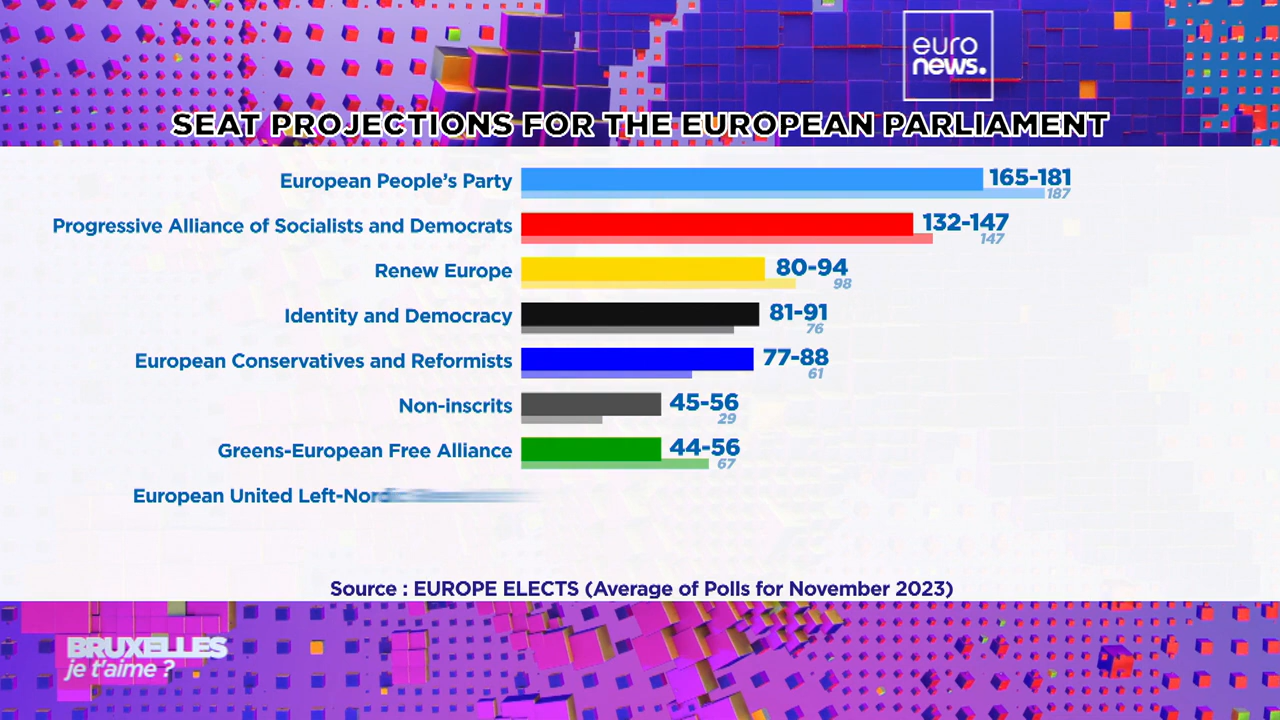 euro
news.
SEAT PROJECTIONS FOR THE EUROPEAN PARLIAMENT
European People’s Party 165-181
187
Progressive Alliance of Socialists and Democrats 132-147
147
Renew Europe 80-94
98
Identity and Democracy 81-91
76
European Conservatives and Reformists 77-88
61
Non-inscrits 45-56
29
Greens-European Free Alliance 44-56
67
European United Left-Nordic
Source : EUROPE ELECTS (Average of Polls for November 2023)
BRUXELLES
je t'aime ?